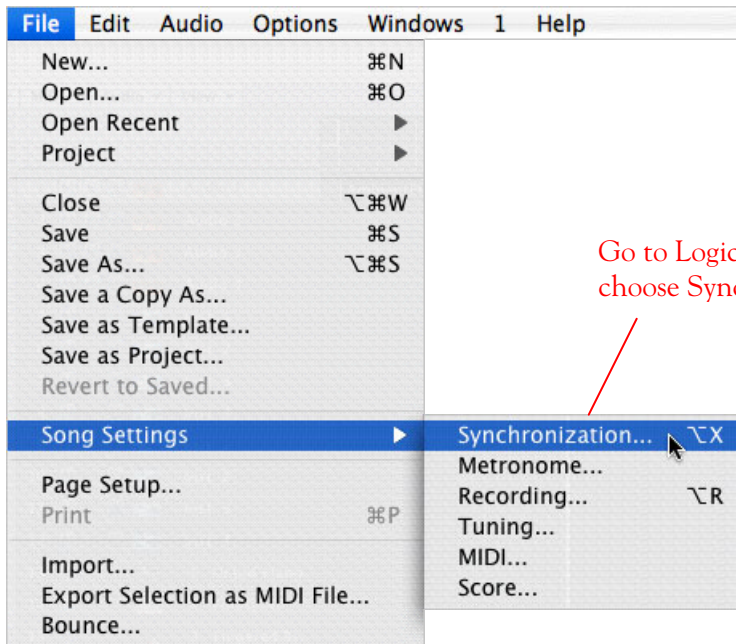 File Edit Audio Options Windows 1 Help
New... ⌘N
Open... ⌘O
Open Recent
Project
Close ⌥⌘W
Save ⌘S
Save As... ⌥⌘S
Save a Copy As...
Save as Template...
Save as Project...
Revert to Saved...
Song Settings
Page Setup...
Print ⌘P
Import...
Export Selection as MIDI File...
Bounce...
Go to Logic
choose Sync
Synchronization... ⌥X
Metronome...
Recording... ⌥R
Tuning...
MIDI...
Score...